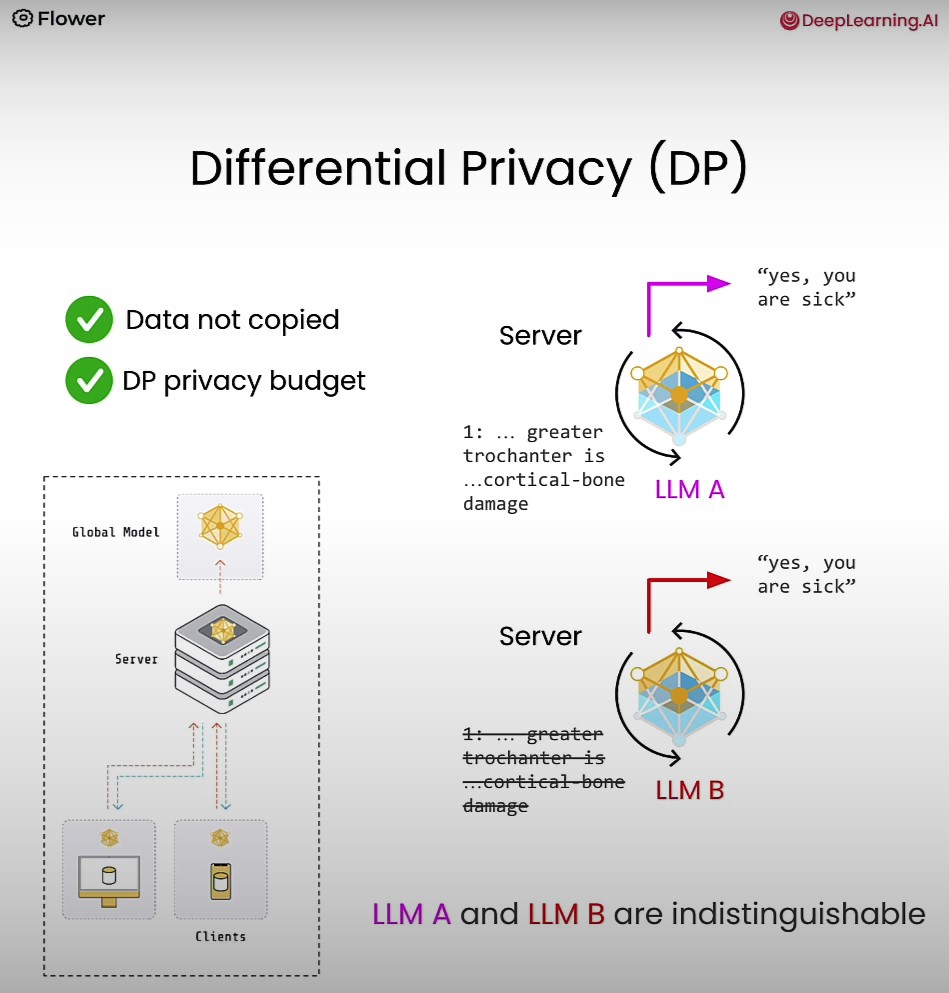 Flower
DeepLearning.AI
Differential Privacy (DP)
Data not copied
DP privacy budget
Server
“yes, you
are sick”
1: … greater
trochanter is
…cortical-bone
damage
LLM A
Server
“yes, you
are sick”
1: … greater
trochanter is
…cortical-bone
damage
LLM B
Global Model
Server
Clients
LLM A and LLM B are indistinguishable